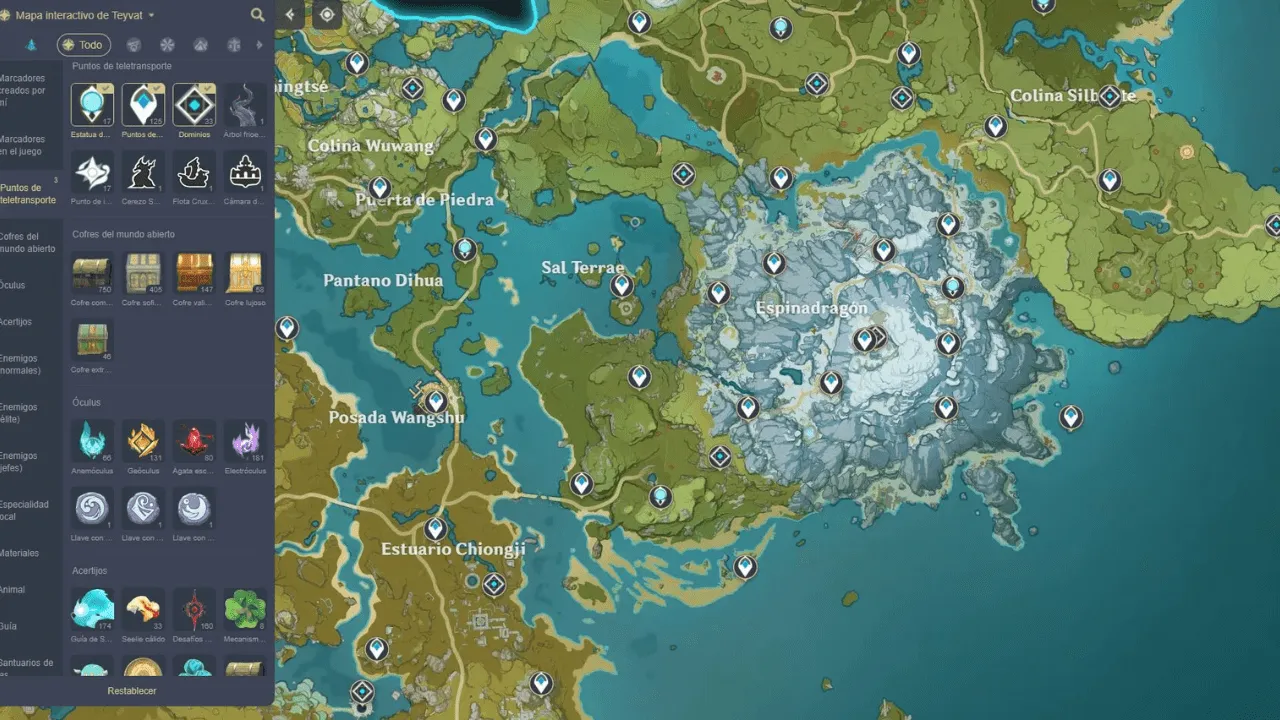 Mapa interactivo de Teyvat
Todo
Marcadores
creados por
mí
Marcadores
en el juego
3
Puntos de
teletransporte
Cofres del
mundo abierto
Óculus
Acertijos
Enemigos
(normales)
Enemigos
(élite)
Enemigos
(jefes)
Especialidad
local
Materiales
Animal
Guía
Santuarios de
Puntos de teletransporte
17
125
33
1
Estatua d...
Puntos de...
Dominios
17
1
1
1
Punto de i...
Cerezo S...
Flota Crux...
Cámara d...
Cofres del mundo abierto
750
405
147
58
Cofre com...
Cofre sofi...
Cofre vali...
Cofre lujoso
46
Cofre extr...
Óculus
66
131
80
181
Anemóculus
Geóculus
Ágata esc...
Electróculus
1
1
1
Llave con ...
Llave con ...
Llave con ...
Acertijos
174
33
160
8
Guía de S...
Seelie cálido
Desafíos ...
Mecanism...
Restablecer
ingtsé
Colina Wuwang
Puerta de Piedra
Pantano Dihua
Sal Terrae
Posada Wangshu
Estuario Chiongji
Espinadragón
Colina Silb te